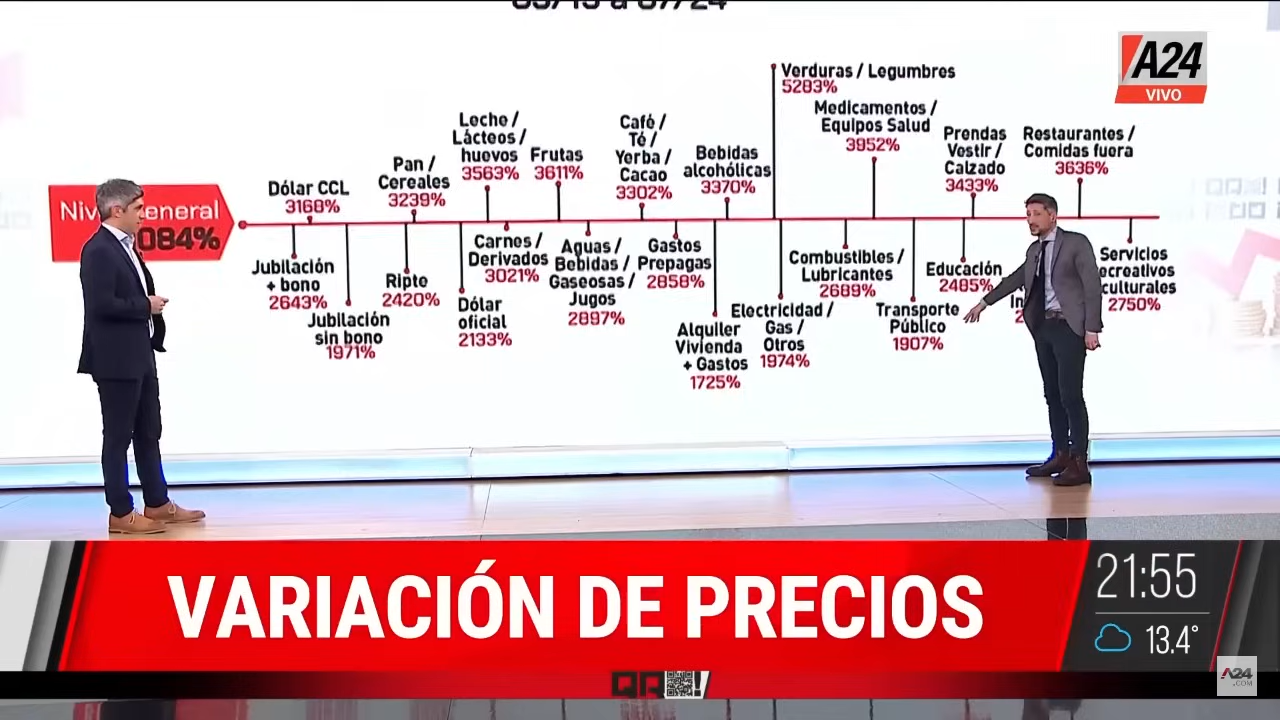 A24
VIVO
Verduras / Legumbres
5283%
Medicamentos /
Equipos Salud
3952%
Leche /
Lácteos /
huevos
3563%
Frutas
3611%
Café /
Té /
Yerba /
Cacao
3302%
Bebidas
alcohólicas
3370%
Prendas
Vestir /
Calzado
3433%
Restaurantes /
Comidas fuera
3636%
Pan /
Cereales
3239%
Dólar CCL
3168%
general
084%
Jubilación
+ bono
2643%
Jubilación
sin bono
1971%
Ripte
2420%
Carnes /
Derivados
3021%
Dólar
oficial
2133%
Aguas /
Bebidas /
Gaseosas /
Jugos
2897%
Gastos
Prepagas
2858%
Alquiler
Vivienda
+ Gastos
1725%
Electricidad /
Gas /
Otros
1974%
Combustibles /
Lubricantes
2689%
Transporte
Público
1907%
Educación
2485%
Servicios
ecreativos
culturales
2750%
VARIACIÓN DE PRECIOS
21:55
13.4°
QR!
A24
.COM